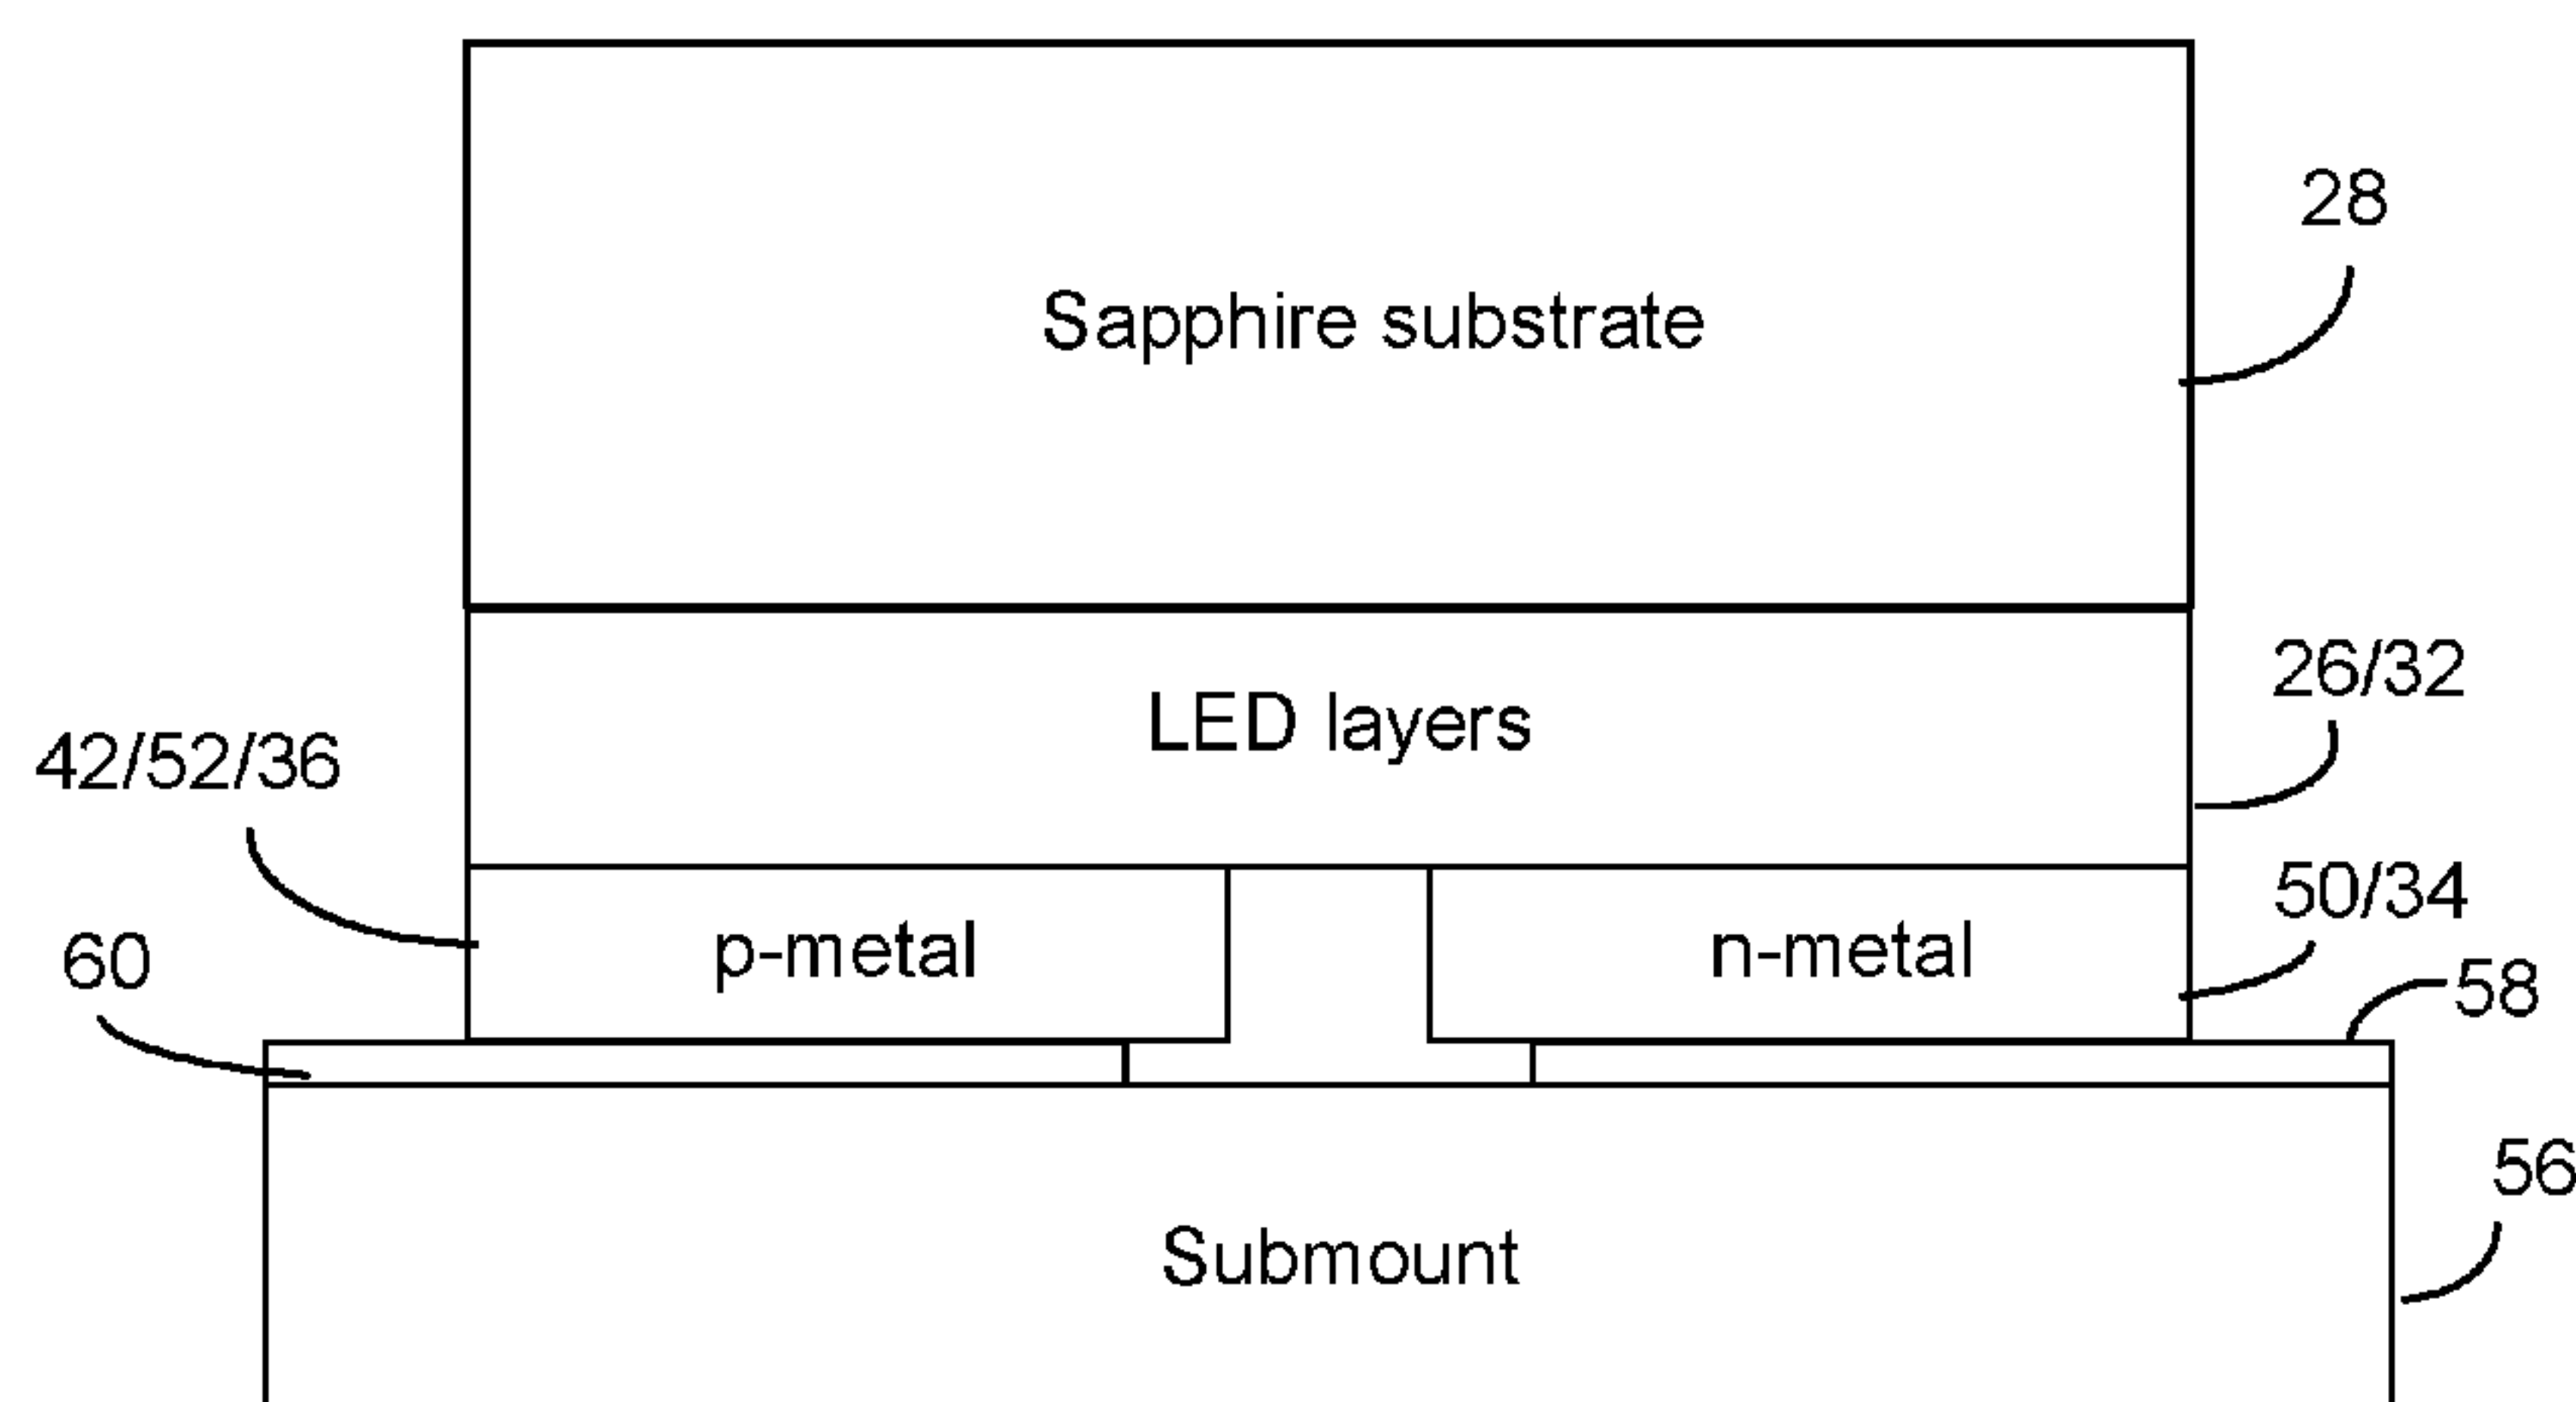 28
Sapphire substrate
26/32
LED layers
42/52/36
50/34
p-metal
n-metal
60
58
56
Submount